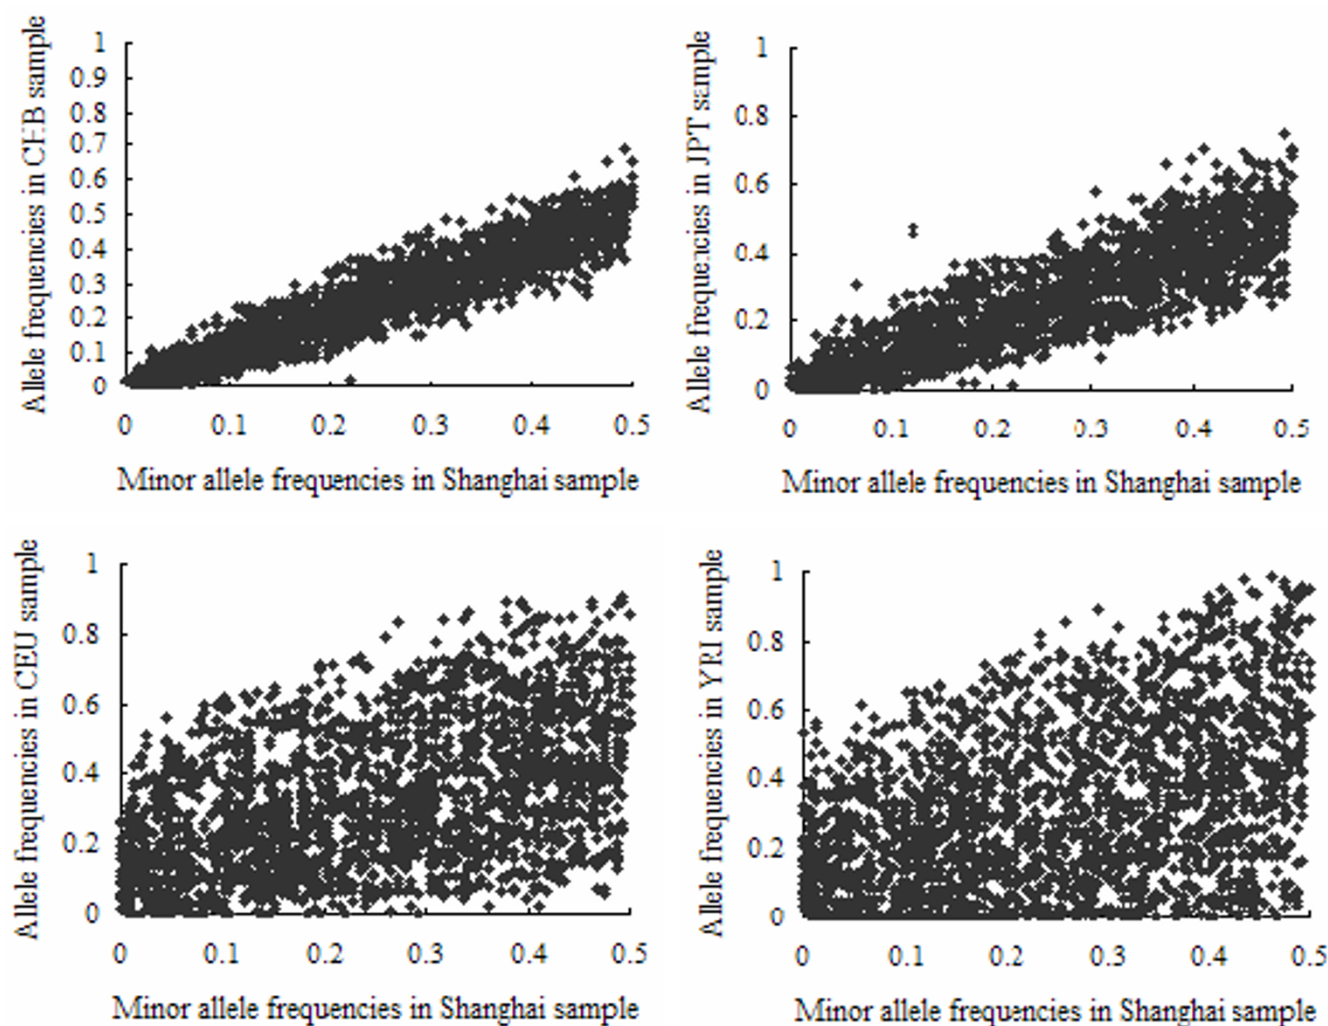 Allele frequencies in CHB sample
1
0.9
0.8
0.7
0.6
0.5
0.4
0.3
0.2
0.1
0
0 0.1 0.2 0.3 0.4 0.5
Minor allele frequencies in Shanghai sample
Allele frequencies in JPT sample
1
0.8
0.6
0.4
0.2
0
0 0.1 0.2 0.3 0.4 0.5
Minor allele frequencies in Shanghai sample
Allele frequencies in CEU sample
1
0.8
0.6
0.4
0.2
0
0 0.1 0.2 0.3 0.4 0.5
Minor allele frequencies in Shanghai sample
Allele frequencies in YRI sample
1
0.8
0.6
0.4
0.2
0
0 0.1 0.2 0.3 0.4 0.5
Minor allele frequencies in Shanghai sample